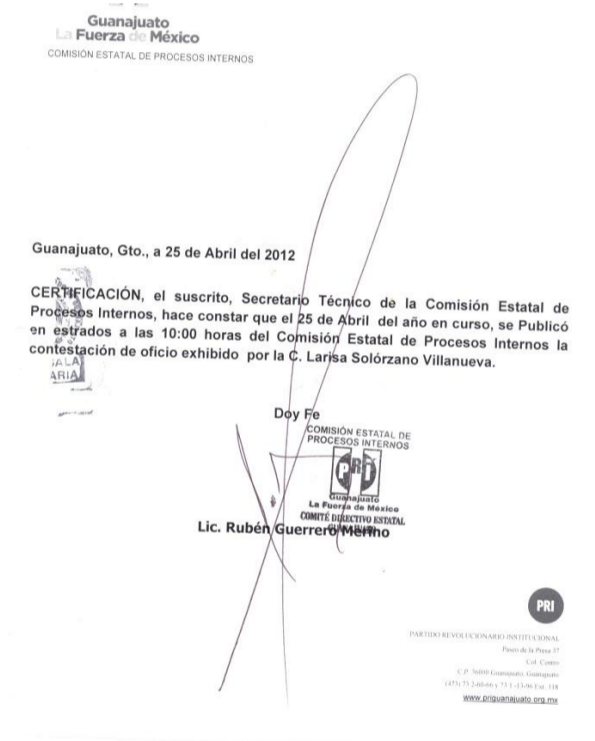 Guanajuato
La Fuerza de México
COMISIÓN ESTATAL DE PROCESOS INTERNOS
Guanajuato, Gto., a 25 de Abril del 2012
CERTIFICACIÓN, el suscrito, Secretario Técnico de la Comisión Estatal de
Procesos Internos, hace constar que el 25 de Abril del año en curso, se Publicó
en estrados a las 10:00 horas del Comisión Estatal de Procesos Internos la
contestación de oficio exhibido por la C. Larisa Solórzano Villanueva.
SALA
ARIA
Doy Fe
COMISIÓN ESTATAL DE
PROCESOS INTERNOS
PRI
Guanajuato
La Fuerza de México
COMITÉ DIRECTIVO ESTATAL
GUANAJUATO
Lic. Rubén Guerrero Merino
PRI
PARTIDO REVOLUCIONARIO INSTITUCIONAL
Paseo de la Presa 37
Col. Centro
C.P. 36000 Guanajuato, Guanajuato
www.priguanajuato.org.mx